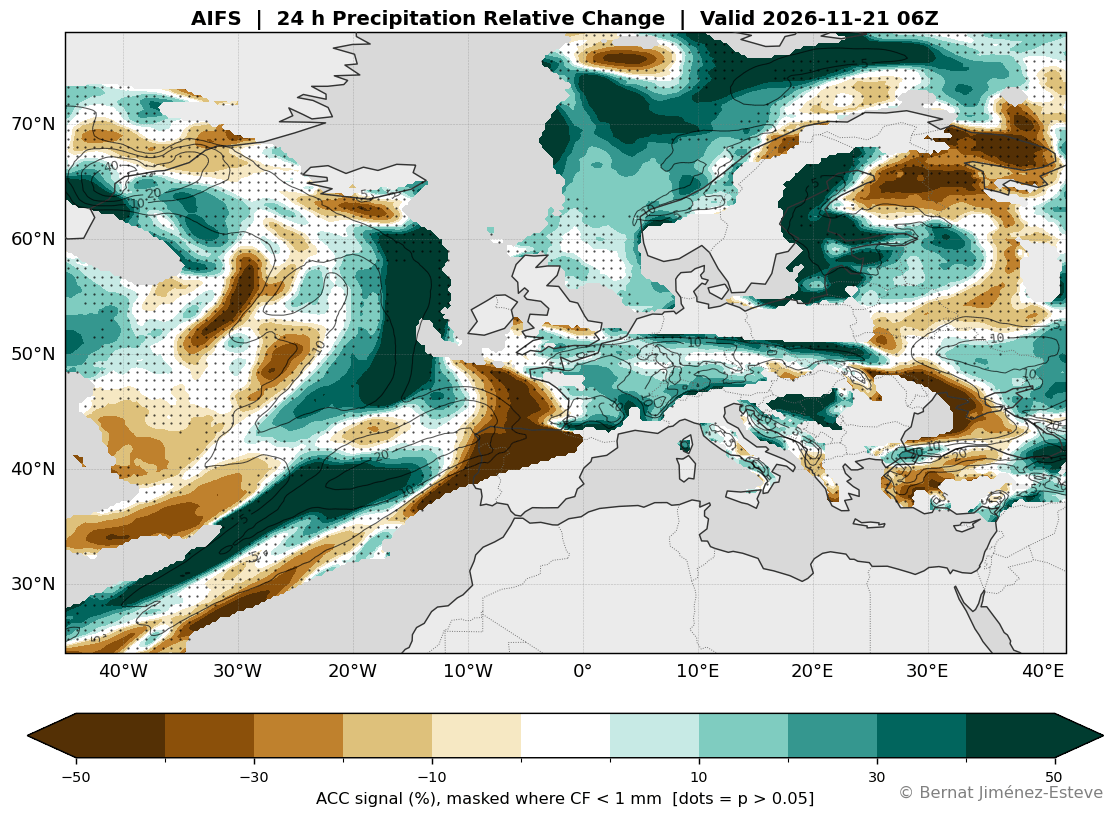 AIFS | 24 h Precipitation Relative Change | Valid 2026-11-21 06Z
70°N
60°N
50°N
40°N
30°N
40°W
30°W
20°W
10°W
0°
10°E
20°E
30°E
40°E
−50
−30
−10
10
30
50
ACC signal (%), masked where CF < 1 mm [dots = p > 0.05]
© Bernat Jiménez-Esteve